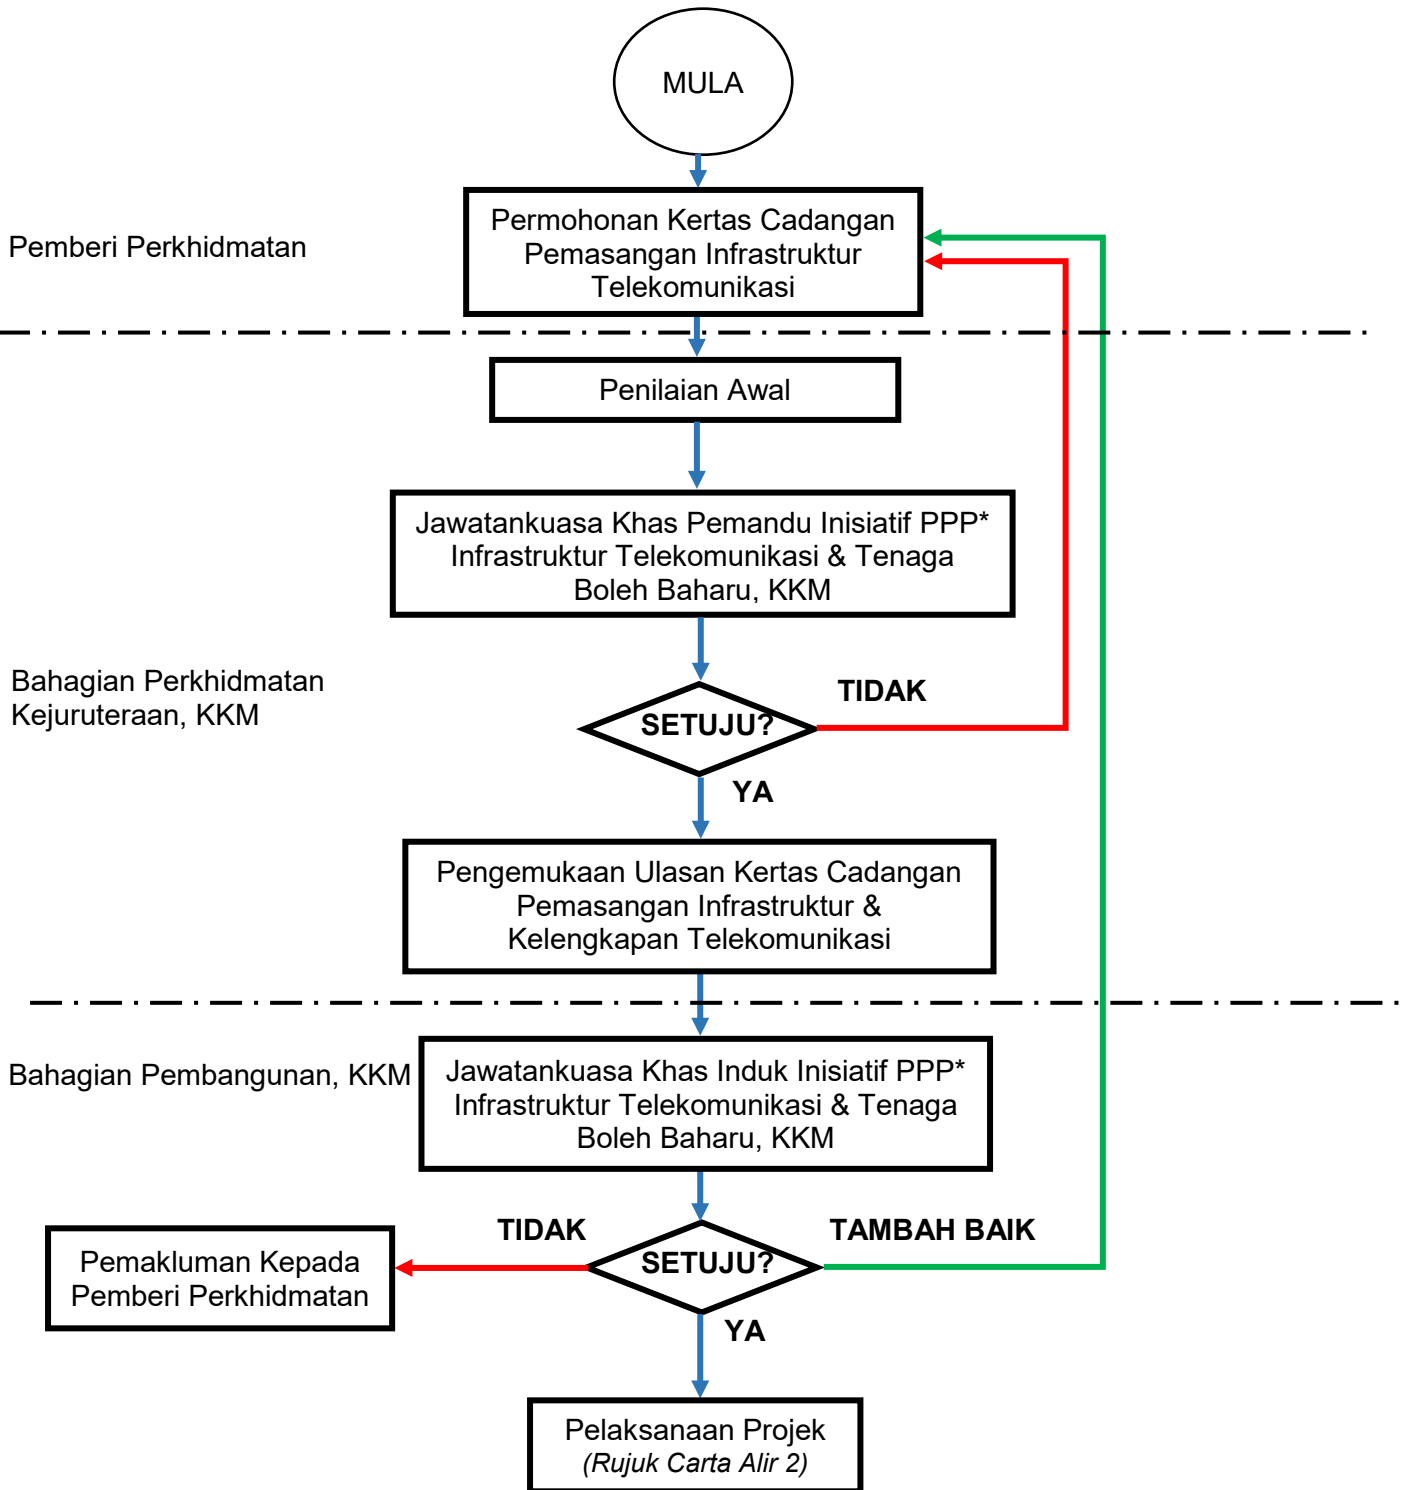 MULA
Pemberi Perkhidmatan
Permohonan Kertas Cadangan
Pemasangan Infrastruktur
Telekomunikasi
Penilaian Awal
Jawatankuasa Khas Pemandu Inisiatif PPP*
Infrastruktur Telekomunikasi & Tenaga
Boleh Baharu, KKM
Bahagian Perkhidmatan
Kejuruteraan, KKM
SETUJU?
TIDAK
YA
Pengemukaan Ulasan Kertas Cadangan
Pemasangan Infrastruktur &
Kelengkapan Telekomunikasi
Bahagian Pembangunan, KKM
Jawatankuasa Khas Induk Inisiatif PPP*
Infrastruktur Telekomunikasi & Tenaga
Boleh Baharu, KKM
TIDAK
SETUJU?
TAMBAH BAIK
Pemakluman Kepada
Pemberi Perkhidmatan
YA
Pelaksanaan Projek
(Rujuk Carta Alir 2)